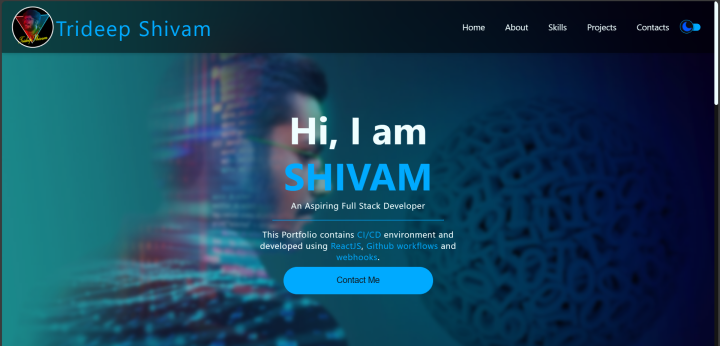 Trideep Shivam
Home About Skills Projects Contacts
Hi, I am
SHIVAM
An Aspiring Full Stack Developer
This Portfolio contains CI/CD environment and
developed using ReactJS, Github workflows and
webhooks.
Contact Me